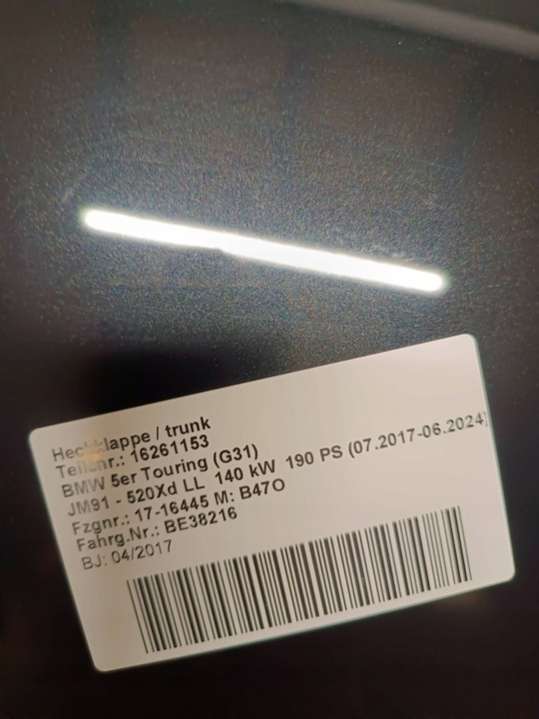 Heckklappe / trunk
Teilenr.: 16261153
BMW 5er Touring (G31)
JM91 - 520Xd LL 140 kW 190 PS (07.2017-06.2024)
Fzgnr.: 17-16445 M: B47O
Fahrg.Nr.: BE38216
BJ: 04/2017